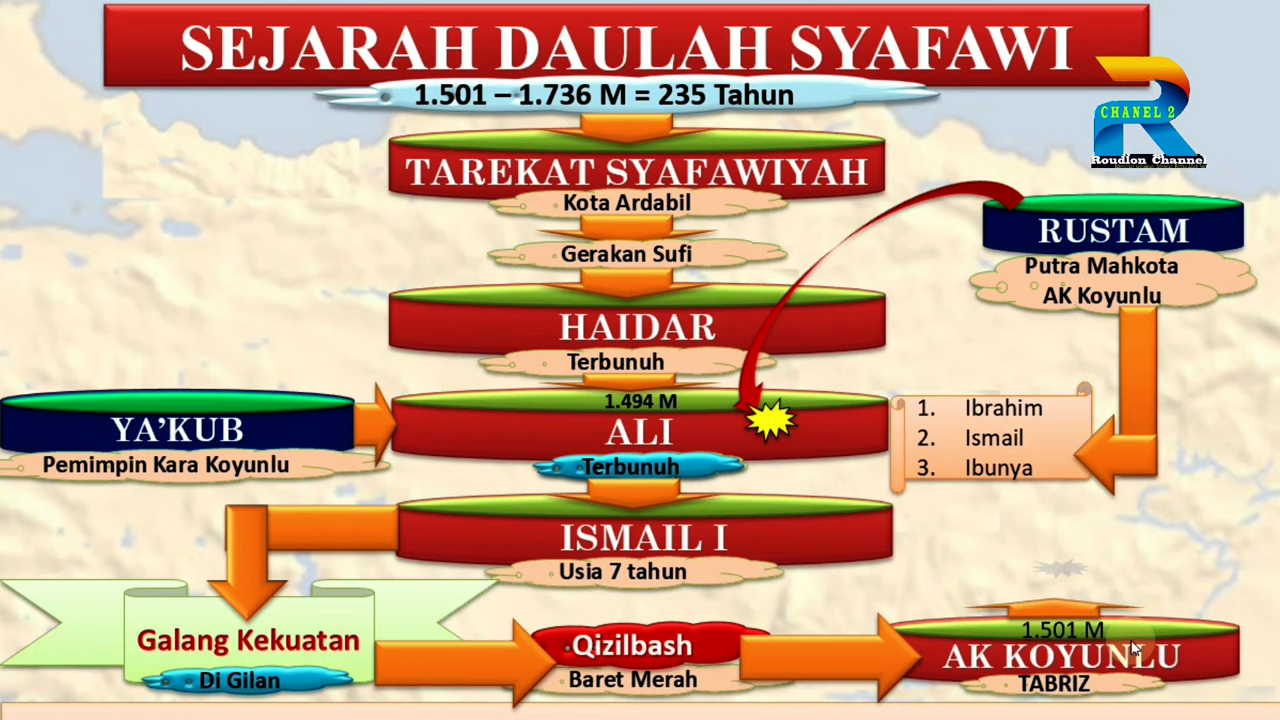 SEJARAH DAULAH SYAFAWI
1.501 – 1.736 M = 235 Tahun
CHANEL 2
Roudlon Channel
TAREKAT SYAFAWIYAH
Kota Ardabil
Gerakan Sufi
RUSTAM
Putra Mahkota
AK Koyunlu
HAIDAR
Terbunuh
1.494 M
ALI
Terbunuh
YA’KUB
Pemimpin Kara Koyunlu
1. Ibrahim
2. Ismail
3. Ibunya
ISMAIL I
Usia 7 tahun
Galang Kekuatan
Di Gilan
Qizilbash
Baret Merah
1.501 M
AK KOYUNLU
TABRIZ